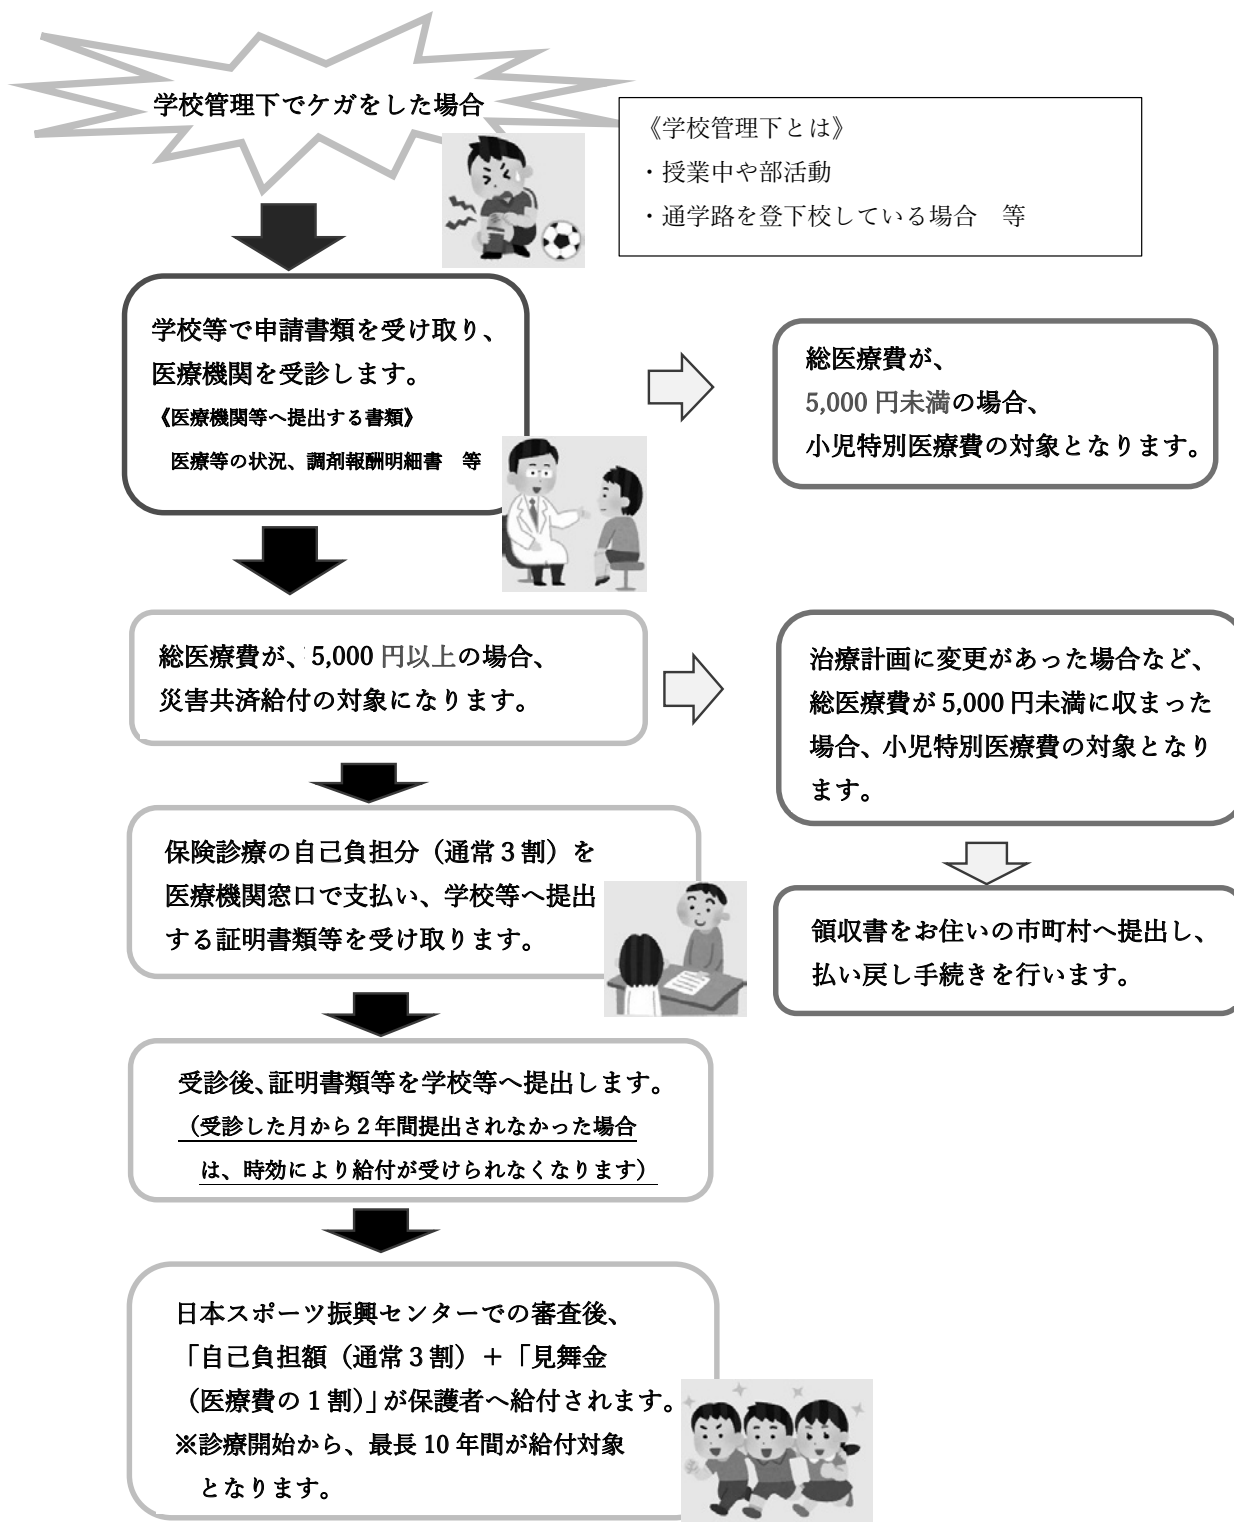 学校管理下でケガをした場合
《学校管理下とは》
・授業中や部活動
・通学路を登下校している場合　等
学校等で申請書類を受け取り、
医療機関を受診します。
《医療機関等へ提出する書類》
医療等の状況、調剤報酬明細書　等
総医療費が、
5,000 円未満の場合、
小児特別医療費の対象となります。
総医療費が、5,000 円以上の場合、
災害共済給付の対象になります。
治療計画に変更があった場合など、
総医療費が 5,000 円未満に収まった
場合、小児特別医療費の対象となり
ます。
保険診療の自己負担分（通常３割）を
医療機関窓口で支払い、学校等へ提出
する証明書類等を受け取ります。
領収書をお住いの市町村へ提出し、
払い戻し手続きを行います。
受診後、証明書類等を学校等へ提出します。
（受診した月から２年間提出されなかった場合
は、時効により給付が受けられなくなります）
日本スポーツ振興センターでの審査後、
「自己負担額（通常３割）＋「見舞金
（医療費の１割）」が保護者へ給付されます。
※診療開始から、最長 10 年間が給付対象
となります。